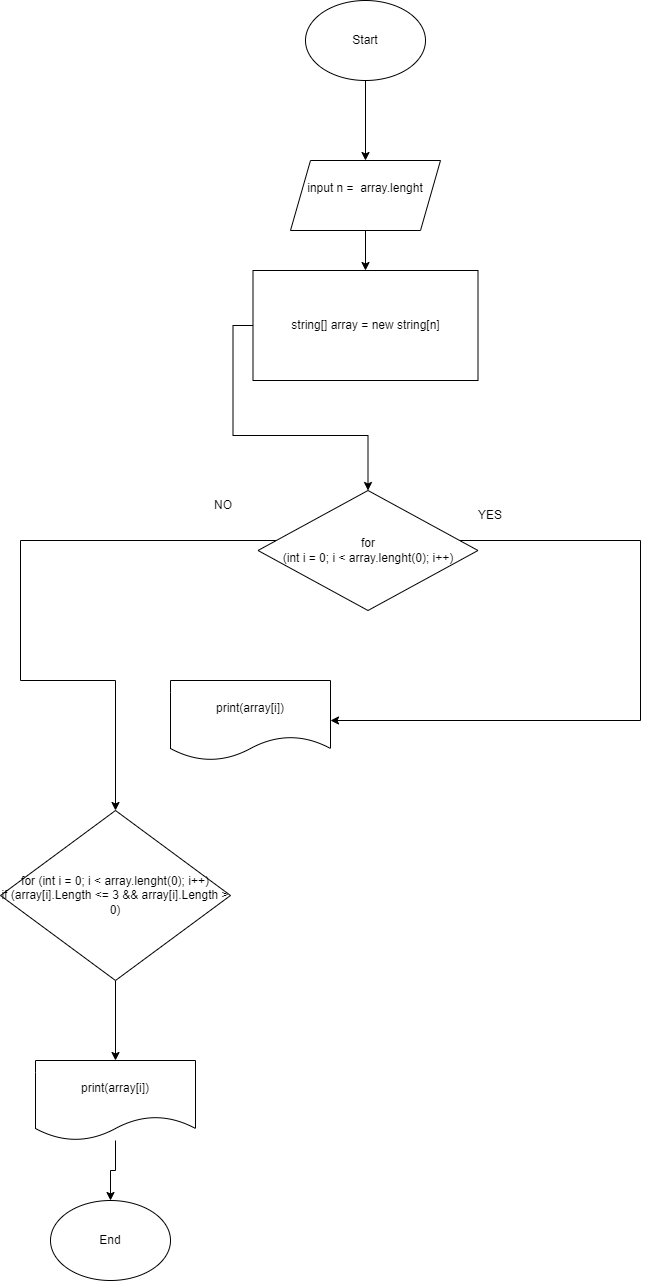 Start
input n =  array.lenght
string[] array = new string[n]
NO
YES
for
(int i = 0; i < array.lenght(0); i++)
print(array[i])
for (int i = 0; i < array.lenght(0); i++)
if (array[i].Length <= 3 && array[i].Length >
0)
print(array[i])
End